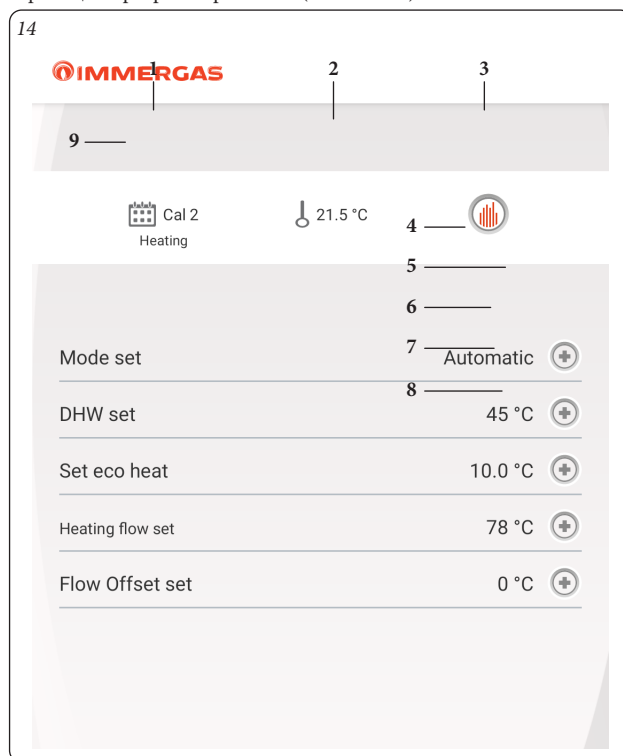 14
IMMERGAS
1 2 3
9
Cal 2 21.5 °C
4
Heating
5
6
7
Mode set Automatic
8
DHW set 45 °C
Set eco heat 10.0 °C
Heating flow set 78 °C
Flow Offset set 0 °C